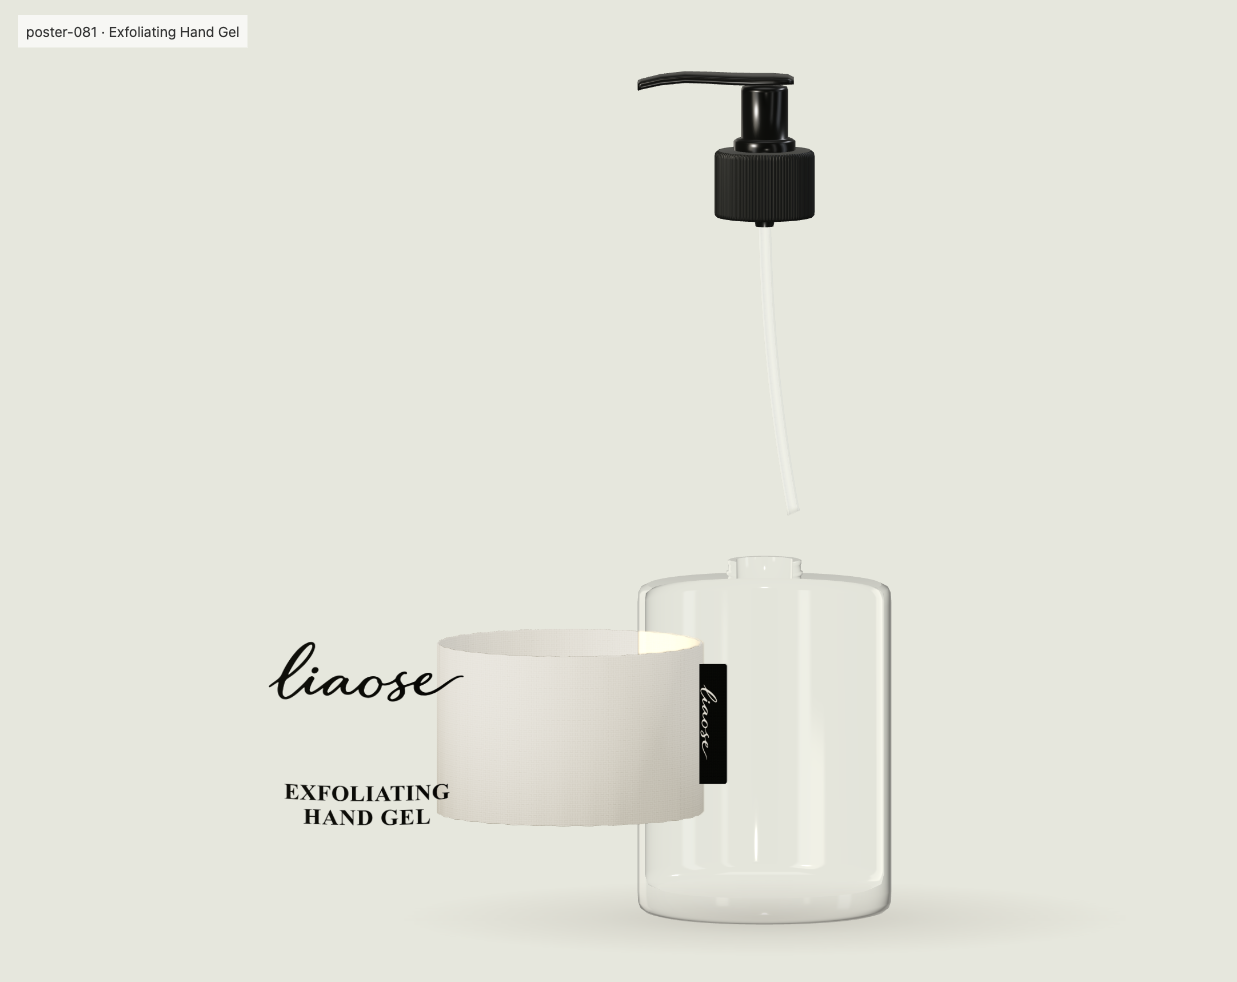 poster-081 · Exfoliating Hand Gel
liaose
liaose
EXFOLIATING
HAND GEL